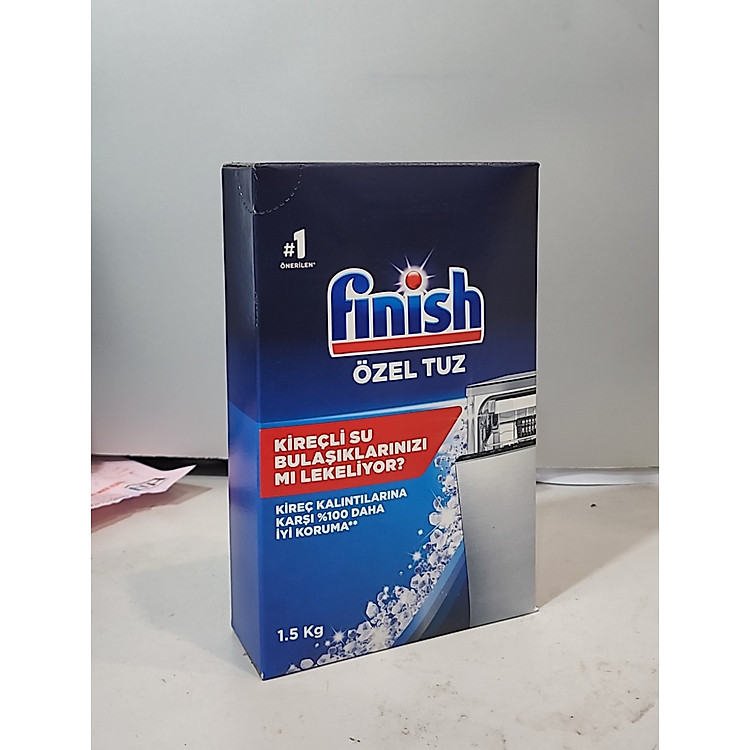 #1
ÖNERİLEN*
finish
ÖZEL TUZ
KİREÇLİ SU
BULAŞIKLARINIZI
MI LEKELİYOR?
KİREÇ KALINTILARINA
KARŞI %100 DAHA
İYİ KORUMA**
1.5 Kg